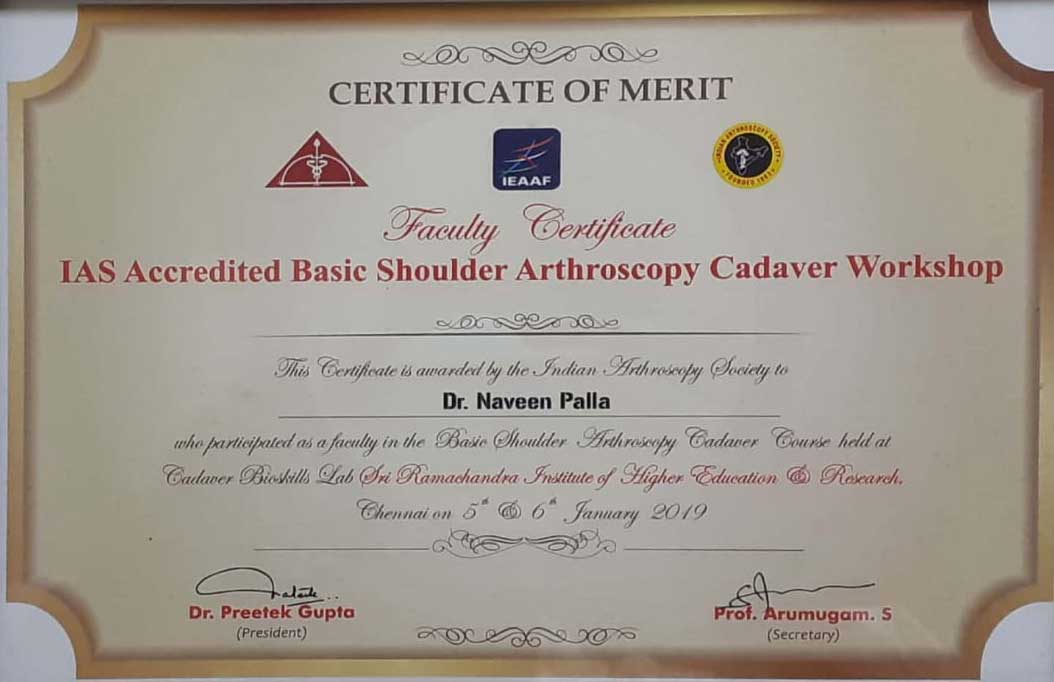 CERTIFICATE OF MERIT
IEAAF
INDIAN ARTHROSCOPY SOCIETY
Faculty Certificate
IAS Accredited Basic Shoulder Arthroscopy Cadaver Workshop
This Certificate is awarded by the Indian Arthroscopy Society to
Dr. Naveen Palla
who participated as a faculty in the Basic Shoulder Arthroscopy Cadaver Course held at
Cadaver Bioskills Lab Sri Ramachandra Institute of Higher Education & Research.
Chennai on 5th & 6th January 2019
Dr. Preetek Gupta
(President)
Prof. Arumugam. S
(Secretary)